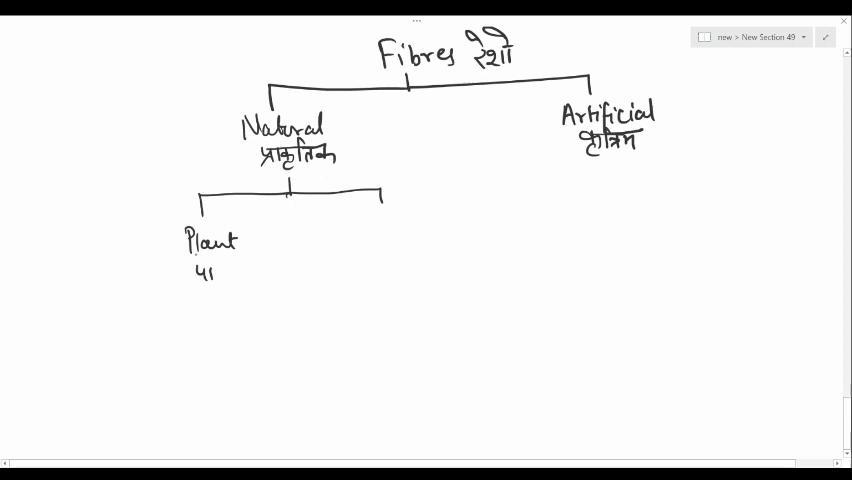 new > New Section 49
Fibres रेशों
Natural
प्राकृतिक
Artificial
कृत्रिम
Plant
पा